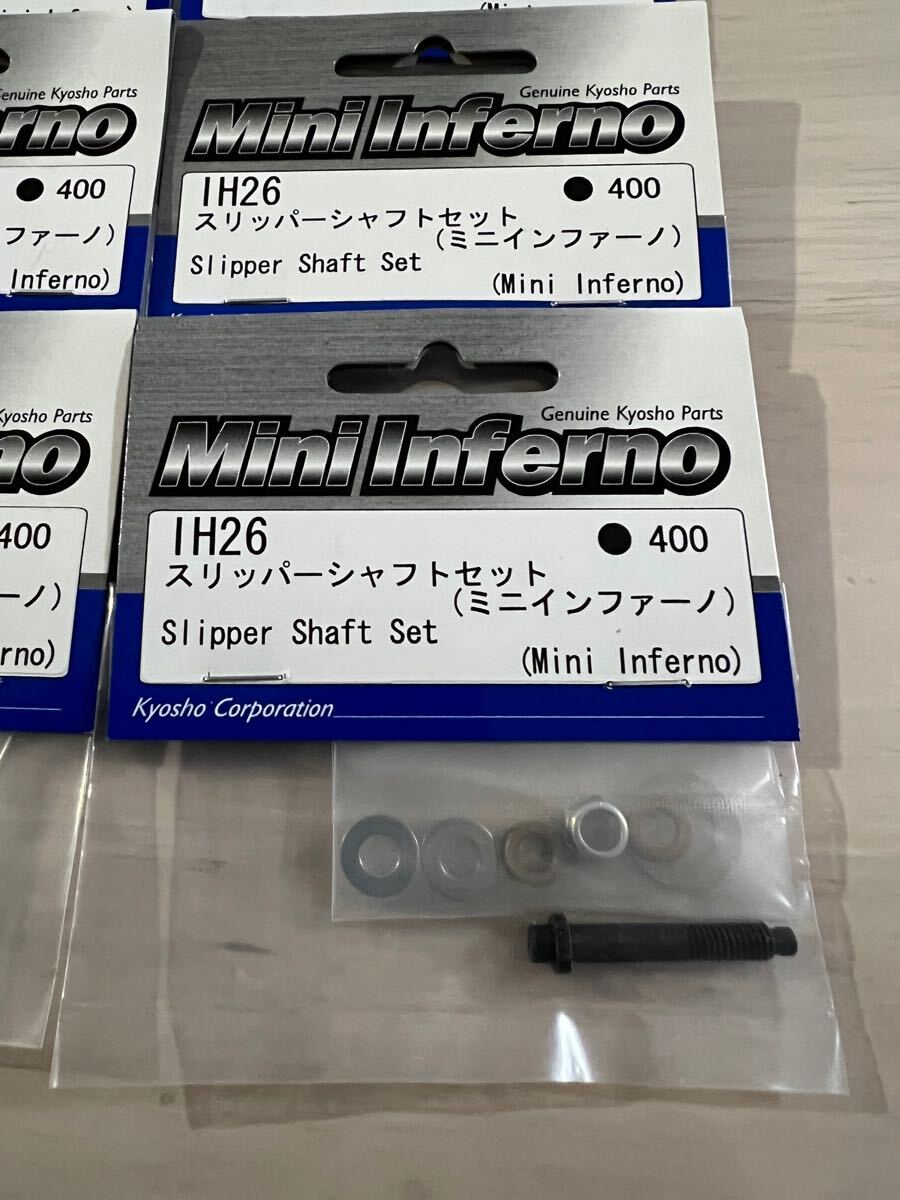 Genuine Kyosho Parts
Mini Inferno
IH26 ● 400
スリッパーシャフトセット
(ミニインファーノ)
Slipper Shaft Set
(Mini Inferno)
Genuine Kyosho Parts
Mini Inferno
IH26 ● 400
スリッパーシャフトセット
(ミニインファーノ)
Slipper Shaft Set
(Mini Inferno)
Kyosho Corporation
Genuine Kyosho Parts
rno
● 400
ファーノ)
Inferno)
Kyosho Parts
no
400
ーノ)
rno)